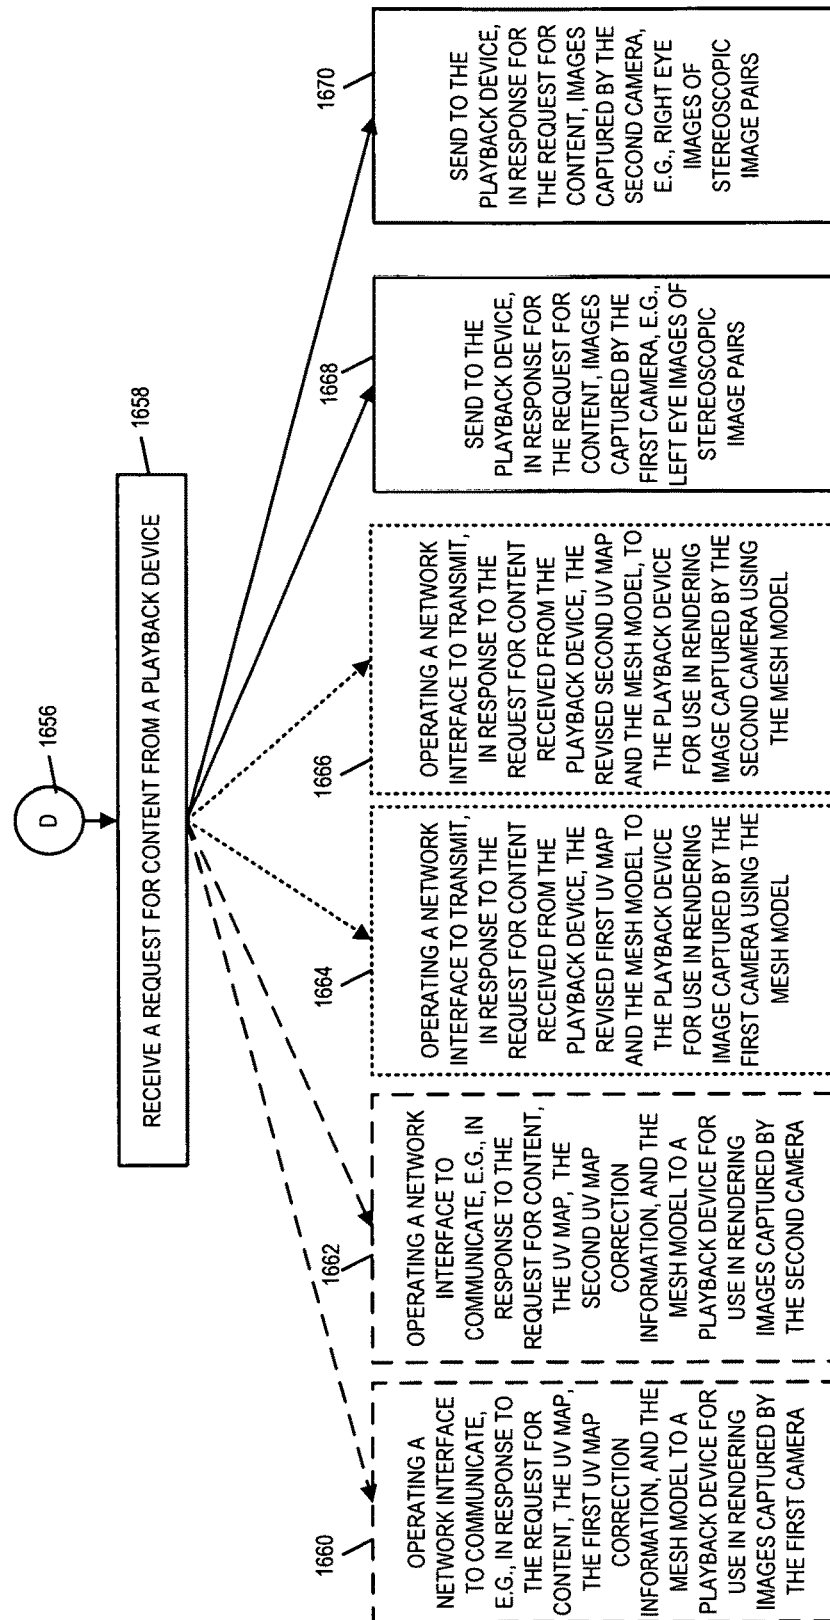 D
1656
RECEIVE A REQUEST FOR CONTENT FROM A PLAYBACK DEVICE
1658
1660
OPERATING A
NETWORK INTERFACE
TO COMMUNICATE,
E.G., IN RESPONSE TO
THE REQUEST FOR
CONTENT, THE UV MAP,
THE FIRST UV MAP
CORRECTION
INFORMATION, AND THE
MESH MODEL TO A
PLAYBACK DEVICE FOR
USE IN RENDERING
IMAGES CAPTURED BY
THE FIRST CAMERA
1662
OPERATING A NETWORK
INTERFACE TO
COMMUNICATE, E.G., IN
RESPONSE TO THE
REQUEST FOR CONTENT,
THE UV MAP, THE
SECOND UV MAP
CORRECTION
INFORMATION, AND THE
MESH MODEL TO A
PLAYBACK DEVICE FOR
USE IN RENDERING
IMAGES CAPTURED BY
THE SECOND CAMERA
1664
OPERATING A NETWORK
INTERFACE TO TRANSMIT,
IN RESPONSE TO THE
REQUEST FOR CONTENT
RECEIVED FROM THE
PLAYBACK DEVICE, THE
REVISED FIRST UV MAP
AND THE MESH MODEL TO
THE PLAYBACK DEVICE
FOR USE IN RENDERING
IMAGE CAPTURED BY THE
FIRST CAMERA USING THE
MESH MODEL
1666
OPERATING A NETWORK
INTERFACE TO TRANSMIT,
IN RESPONSE TO THE
REQUEST FOR CONTENT
RECEIVED FROM THE
PLAYBACK DEVICE, THE
REVISED SECOND UV MAP
AND THE MESH MODEL, TO
THE PLAYBACK DEVICE
FOR USE IN RENDERING
IMAGE CAPTURED BY THE
SECOND CAMERA USING
THE MESH MODEL
1668
SEND TO THE
PLAYBACK DEVICE,
IN RESPONSE FOR
THE REQUEST FOR
CONTENT, IMAGES
CAPTURED BY THE
FIRST CAMERA, E.G.,
LEFT EYE IMAGES OF
STEREOSCOPIC
IMAGE PAIRS
1670
SEND TO THE
PLAYBACK DEVICE,
IN RESPONSE FOR
THE REQUEST FOR
CONTENT, IMAGES
CAPTURED BY THE
SECOND CAMERA,
E.G., RIGHT EYE
IMAGES OF
STEREOSCOPIC
IMAGE PAIRS